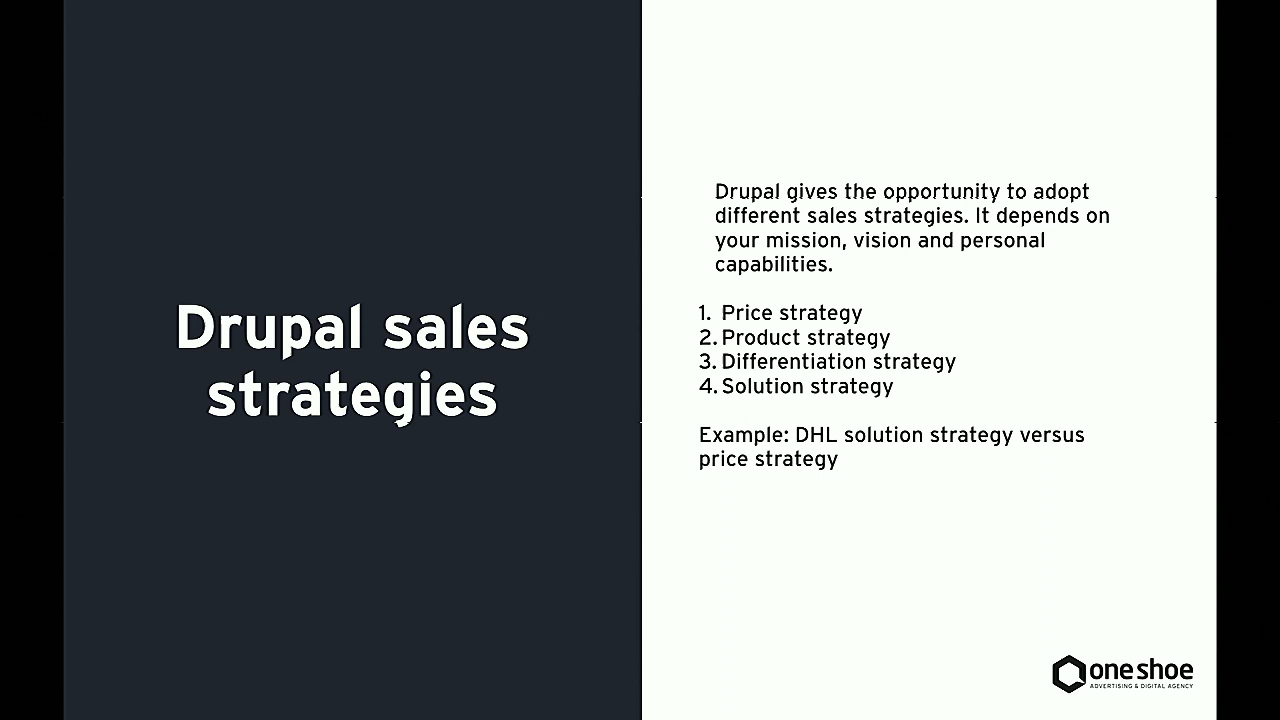 Drupal sales
strategies
Drupal gives the opportunity to adopt
different sales strategies. It depends on
your mission, vision and personal
capabilities.
1. Price strategy
2. Product strategy
3. Differentiation strategy
4. Solution strategy
Example: DHL solution strategy versus
price strategy
one shoe
ADVERTISING & DIGITAL AGENCY